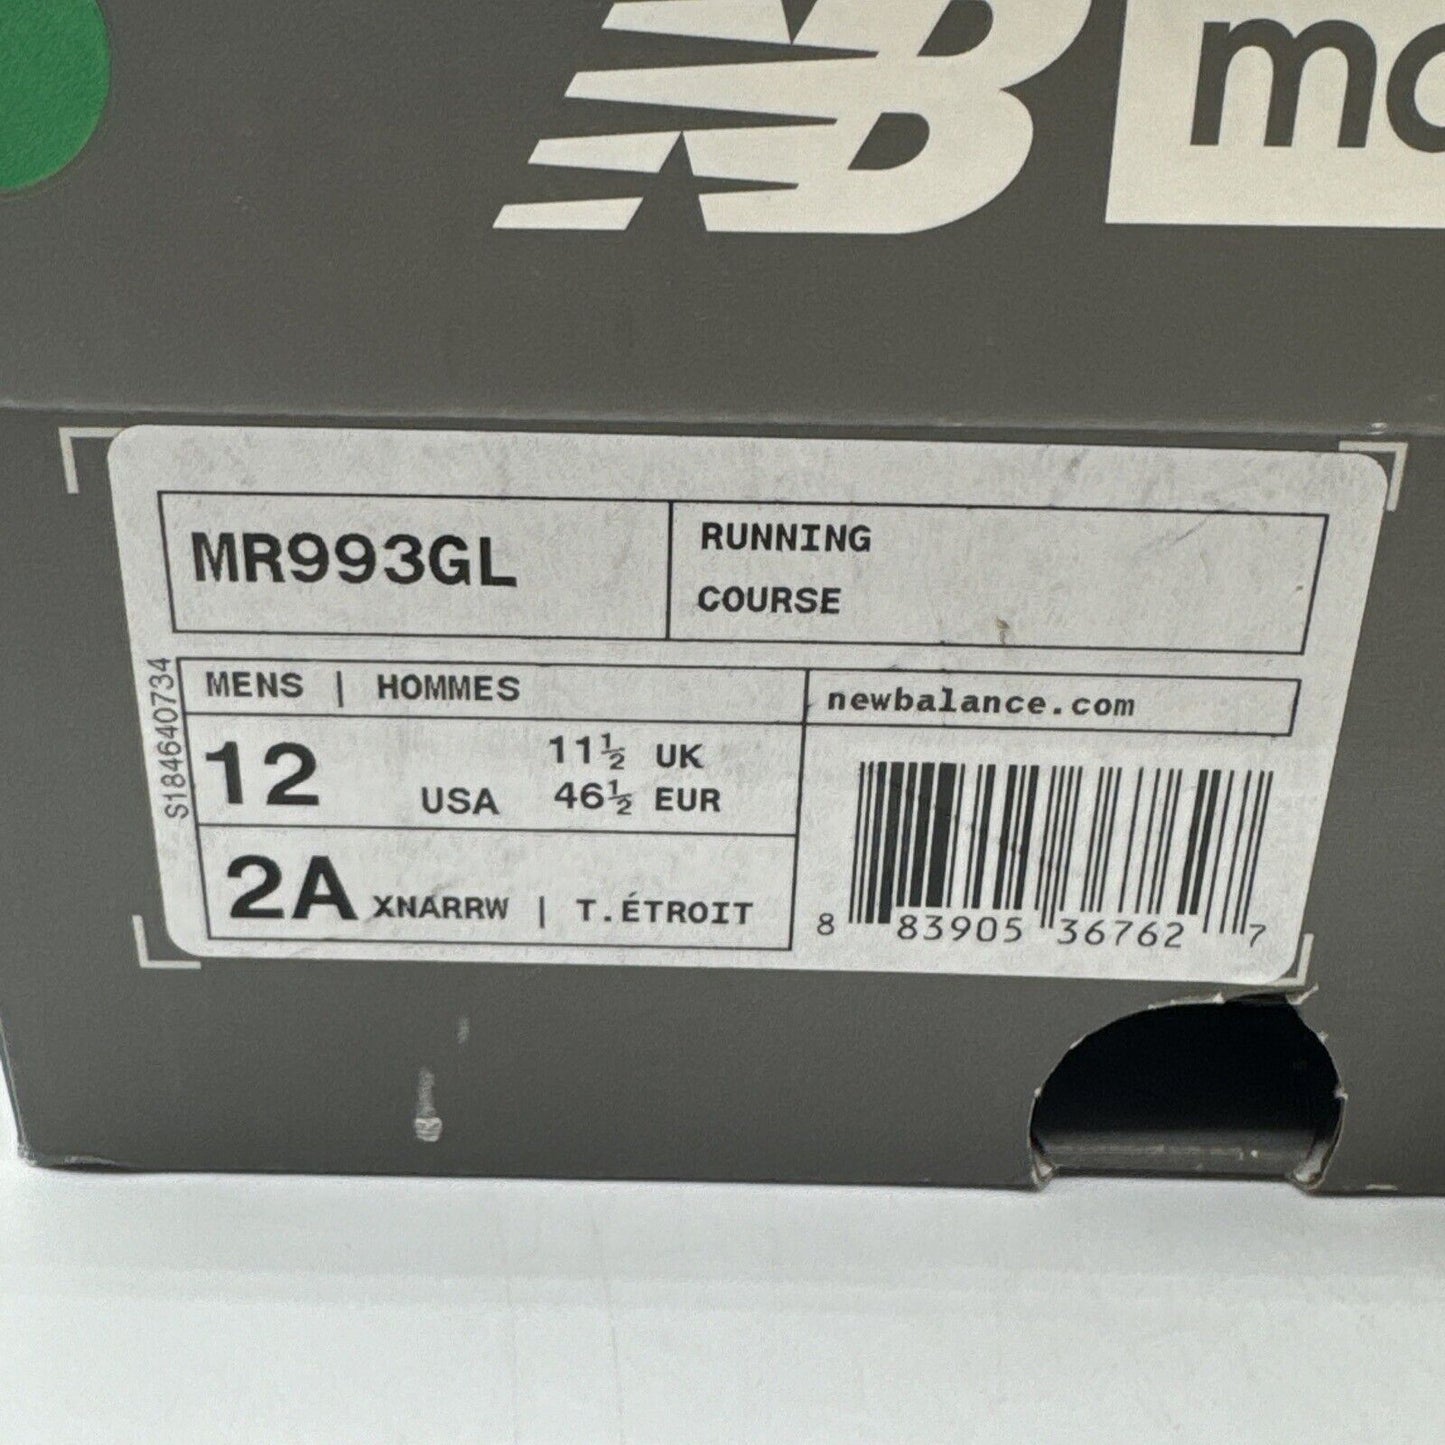 NB
MR993GL
RUNNING
COURSE
S184640734
MENS | HOMMES
newbalance.com
12 USA
11½ UK
46½ EUR
2A XNARRW | T.ÉTROIT
8 83905 36762 7